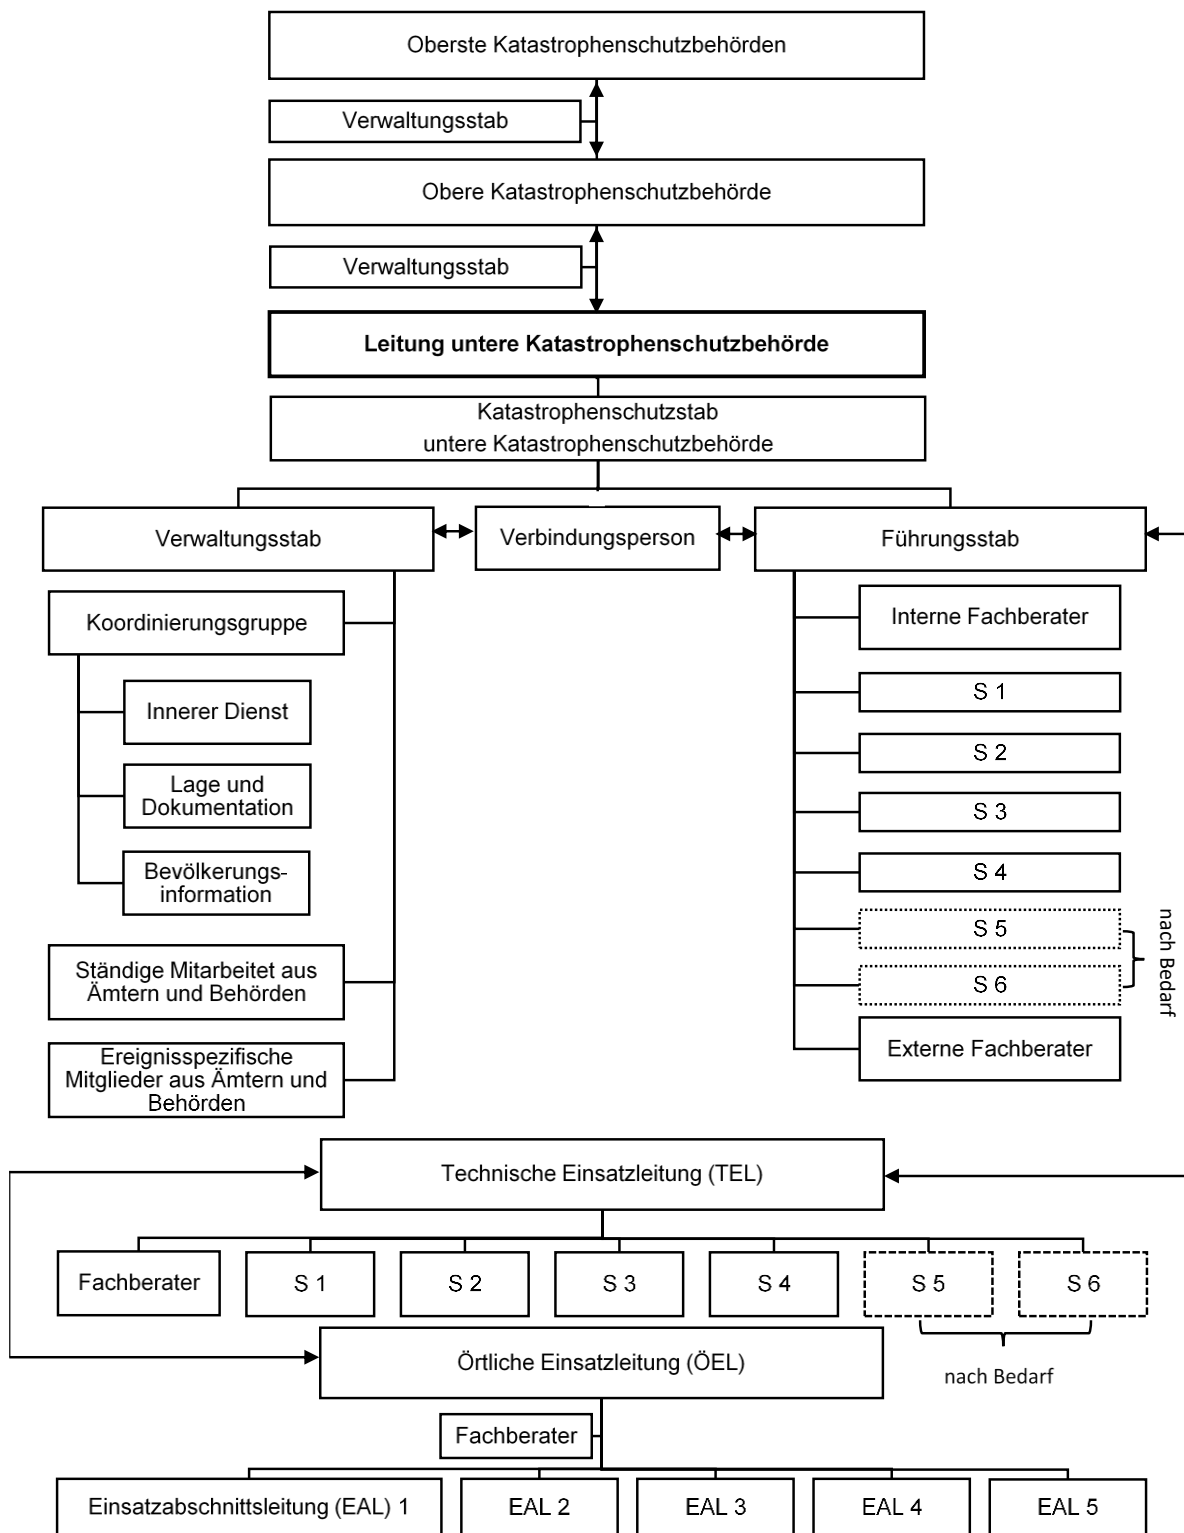 Oberste Katastrophenschutzbehörden
Verwaltungsstab
Obere Katastrophenschutzbehörde
Verwaltungsstab
Leitung untere Katastrophenschutzbehörde
Katastrophenschutzstab
untere Katastrophenschutzbehörde
Verwaltungsstab
Verbindungsperson
Führungsstab
Koordinierungsgruppe
Innerer Dienst
Lage und
Dokumentation
Bevölkerungs-
information
Ständige Mitarbeitet aus
Ämtern und Behörden
Ereignisspezifische
Mitglieder aus Ämtern und
Behörden
Interne Fachberater
S 1
S 2
S 3
S 4
S 5
S 6
nach Bedarf
Externe Fachberater
Technische Einsatzleitung (TEL)
Fachberater
S 1
S 2
S 3
S 4
S 5
S 6
nach Bedarf
Örtliche Einsatzleitung (ÖEL)
Fachberater
Einsatzabschnittsleitung (EAL) 1
EAL 2
EAL 3
EAL 4
EAL 5